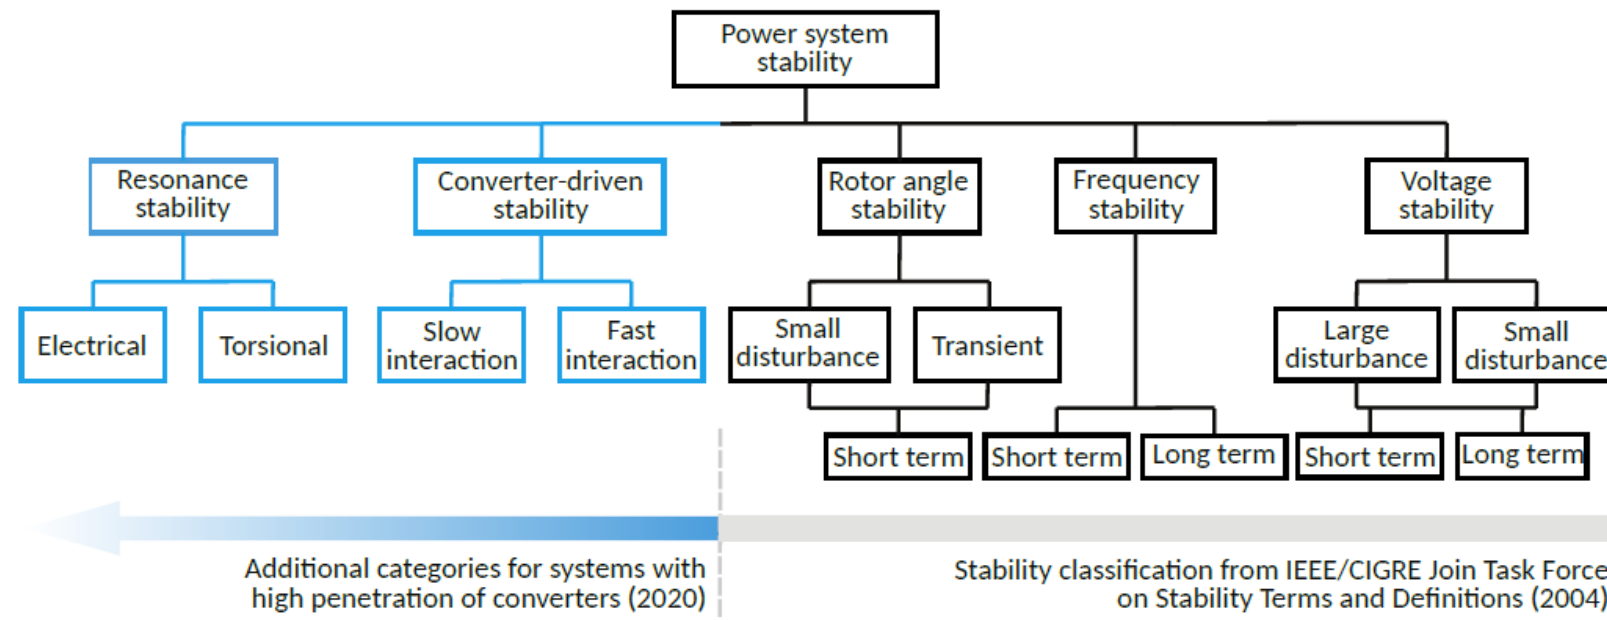 Power system
stability
Resonance
stability
Converter-driven
stability
Rotor angle
stability
Frequency
stability
Voltage
stability
Electrical
Torsional
Slow
interaction
Fast
interaction
Small
disturbance
Transient
Large
disturbance
Small
disturbance
Short term
Short term
Long term
Short term
Long term
Additional categories for systems with
high penetration of converters (2020)
Stability classification from IEEE/CIGRE Join Task Force
on Stability Terms and Definitions (2004)